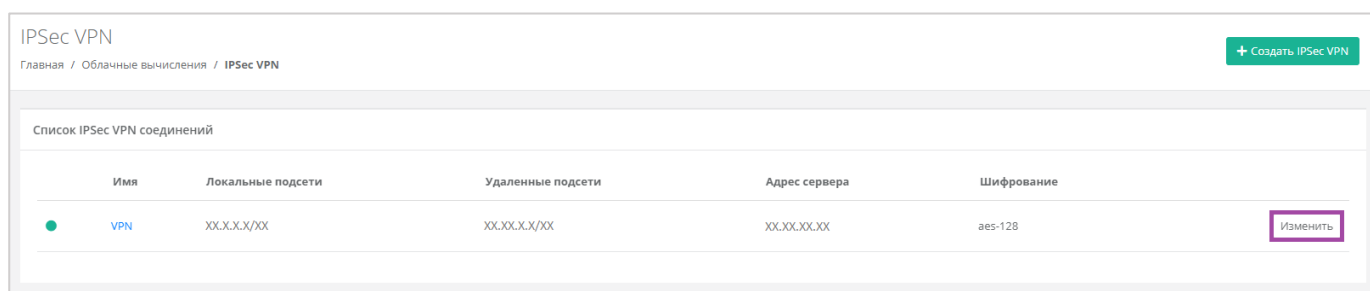 IPSec VPN
Главная / Облачные вычисления / IPSec VPN
+ Создать IPSec VPN
Список IPSec VPN соединений
Имя Локальные подсети Удаленные подсети Адрес сервера Шифрование
VPN XX.X.X.X/XX XX.XX.X.X/XX XX.XX.XX.XX aes-128 Изменить